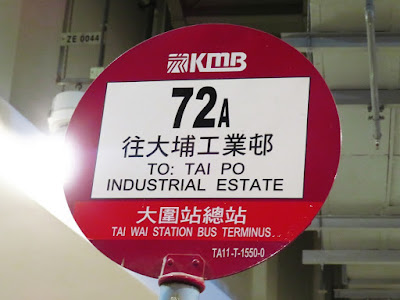 ZE 0044
KMB
72A
往大埔工業邨
TO: TAI PO
INDUSTRIAL ESTATE
大圍站總站
TAI WAI STATION BUS TERMINUS
TA11-T-1550-0